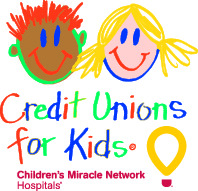 Credit Unions
for Kids®
Children's Miracle Network
Hospitals'